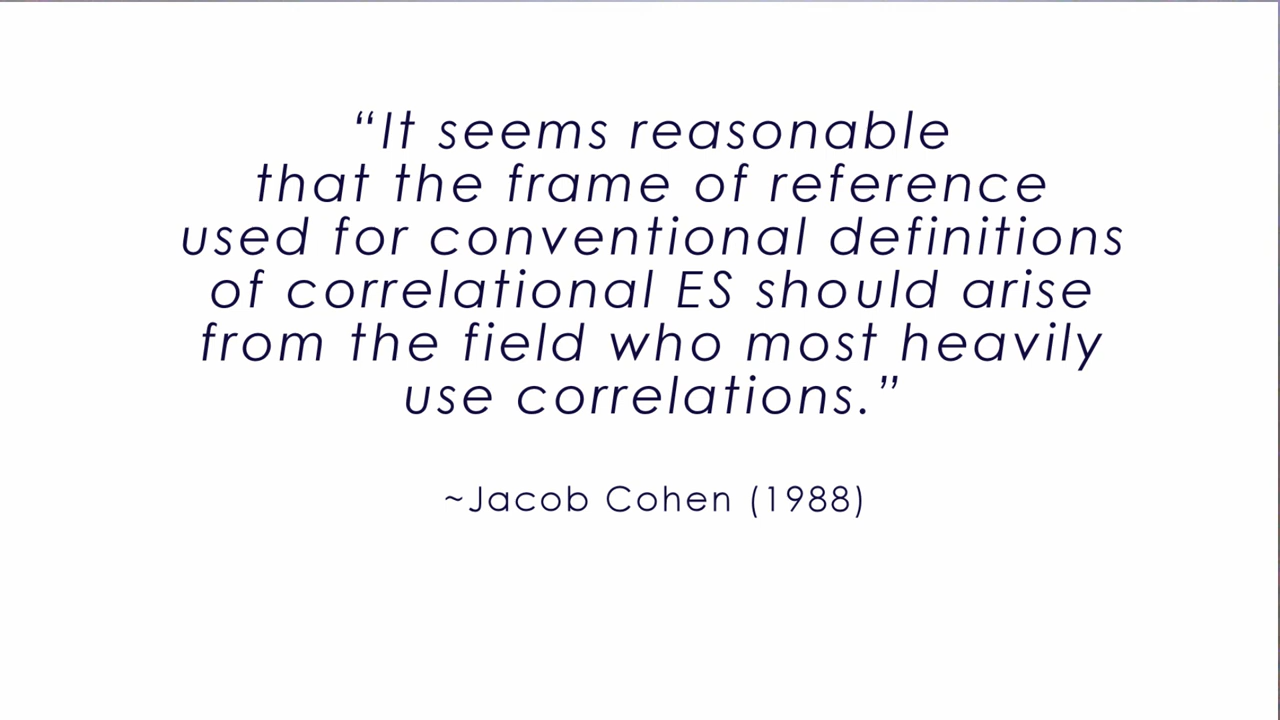 “It seems reasonable
that the frame of reference
used for conventional definitions
of correlational ES should arise
from the field who most heavily
use correlations.”
~Jacob Cohen (1988)